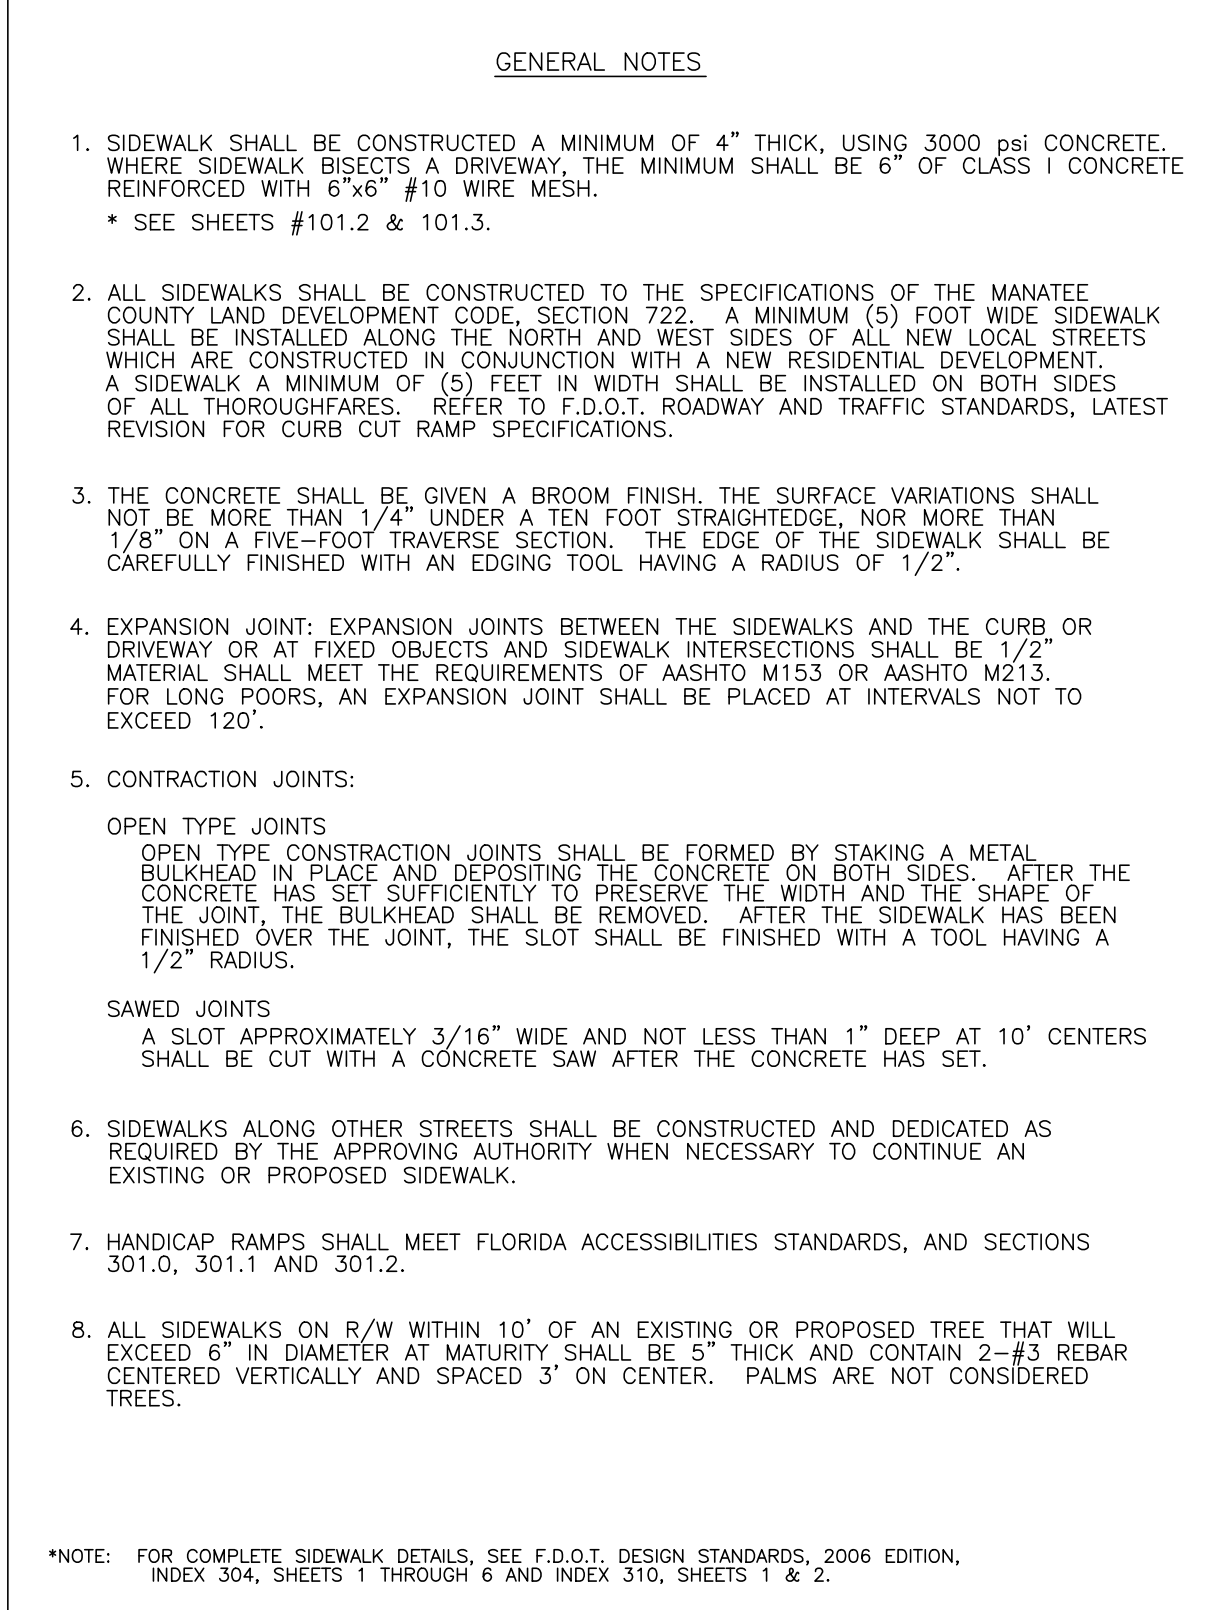 GENERAL NOTES
1. SIDEWALK SHALL BE CONSTRUCTED A MINIMUM OF 4" THICK, USING 3000 psi CONCRETE.
WHERE SIDEWALK BISECTS A DRIVEWAY, THE MINIMUM SHALL BE 6" OF CLASS I CONCRETE
REINFORCED WITH 6"x6" #10 WIRE MESH.
* SEE SHEETS #101.2 & 101.3.
2. ALL SIDEWALKS SHALL BE CONSTRUCTED TO THE SPECIFICATIONS OF THE MANATEE
COUNTY LAND DEVELOPMENT CODE, SECTION 722. A MINIMUM (5) FOOT WIDE SIDEWALK
SHALL BE INSTALLED ALONG THE NORTH AND WEST SIDES OF ALL NEW LOCAL STREETS
WHICH ARE CONSTRUCTED IN CONJUNCTION WITH A NEW RESIDENTIAL DEVELOPMENT.
A SIDEWALK A MINIMUM OF (5) FEET IN WIDTH SHALL BE INSTALLED ON BOTH SIDES
OF ALL THOROUGHFARES. REFER TO F.D.O.T. ROADWAY AND TRAFFIC STANDARDS, LATEST
REVISION FOR CURB CUT RAMP SPECIFICATIONS.
3. THE CONCRETE SHALL BE GIVEN A BROOM FINISH. THE SURFACE VARIATIONS SHALL
NOT BE MORE THAN 1/4" UNDER A TEN FOOT STRAIGHTEDGE, NOR MORE THAN
1/8" ON A FIVE-FOOT TRAVERSE SECTION. THE EDGE OF THE SIDEWALK SHALL BE
CAREFULLY FINISHED WITH AN EDGING TOOL HAVING A RADIUS OF 1/2".
4. EXPANSION JOINT: EXPANSION JOINTS BETWEEN THE SIDEWALKS AND THE CURB OR
DRIVEWAY OR AT FIXED OBJECTS AND SIDEWALK INTERSECTIONS SHALL BE 1/2"
MATERIAL SHALL MEET THE REQUIREMENTS OF AASHTO M153 OR AASHTO M213.
FOR LONG POORS, AN EXPANSION JOINT SHALL BE PLACED AT INTERVALS NOT TO
EXCEED 120'.
5. CONTRACTION JOINTS:
OPEN TYPE JOINTS
OPEN TYPE CONSTRACTION JOINTS SHALL BE FORMED BY STAKING A METAL
BULKHEAD IN PLACE AND DEPOSITING THE CONCRETE ON BOTH SIDES. AFTER THE
CONCRETE HAS SET SUFFICIENTLY TO PRESERVE THE WIDTH AND THE SHAPE OF
THE JOINT, THE BULKHEAD SHALL BE REMOVED. AFTER THE SIDEWALK HAS BEEN
FINISHED OVER THE JOINT, THE SLOT SHALL BE FINISHED WITH A TOOL HAVING A
1/2" RADIUS.
SAWED JOINTS
A SLOT APPROXIMATELY 3/16" WIDE AND NOT LESS THAN 1" DEEP AT 10' CENTERS
SHALL BE CUT WITH A CONCRETE SAW AFTER THE CONCRETE HAS SET.
6. SIDEWALKS ALONG OTHER STREETS SHALL BE CONSTRUCTED AND DEDICATED AS
REQUIRED BY THE APPROVING AUTHORITY WHEN NECESSARY TO CONTINUE AN
EXISTING OR PROPOSED SIDEWALK.
7. HANDICAP RAMPS SHALL MEET FLORIDA ACCESSIBILITIES STANDARDS, AND SECTIONS
301.0, 301.1 AND 301.2.
8. ALL SIDEWALKS ON R/W WITHIN 10' OF AN EXISTING OR PROPOSED TREE THAT WILL
EXCEED 6" IN DIAMETER AT MATURITY SHALL BE 5" THICK AND CONTAIN 2-#3 REBAR
CENTERED VERTICALLY AND SPACED 3' ON CENTER. PALMS ARE NOT CONSIDERED
TREES.
*NOTE: FOR COMPLETE SIDEWALK DETAILS, SEE F.D.O.T. DESIGN STANDARDS, 2006 EDITION,
INDEX 304, SHEETS 1 THROUGH 6 AND INDEX 310, SHEETS 1 & 2.